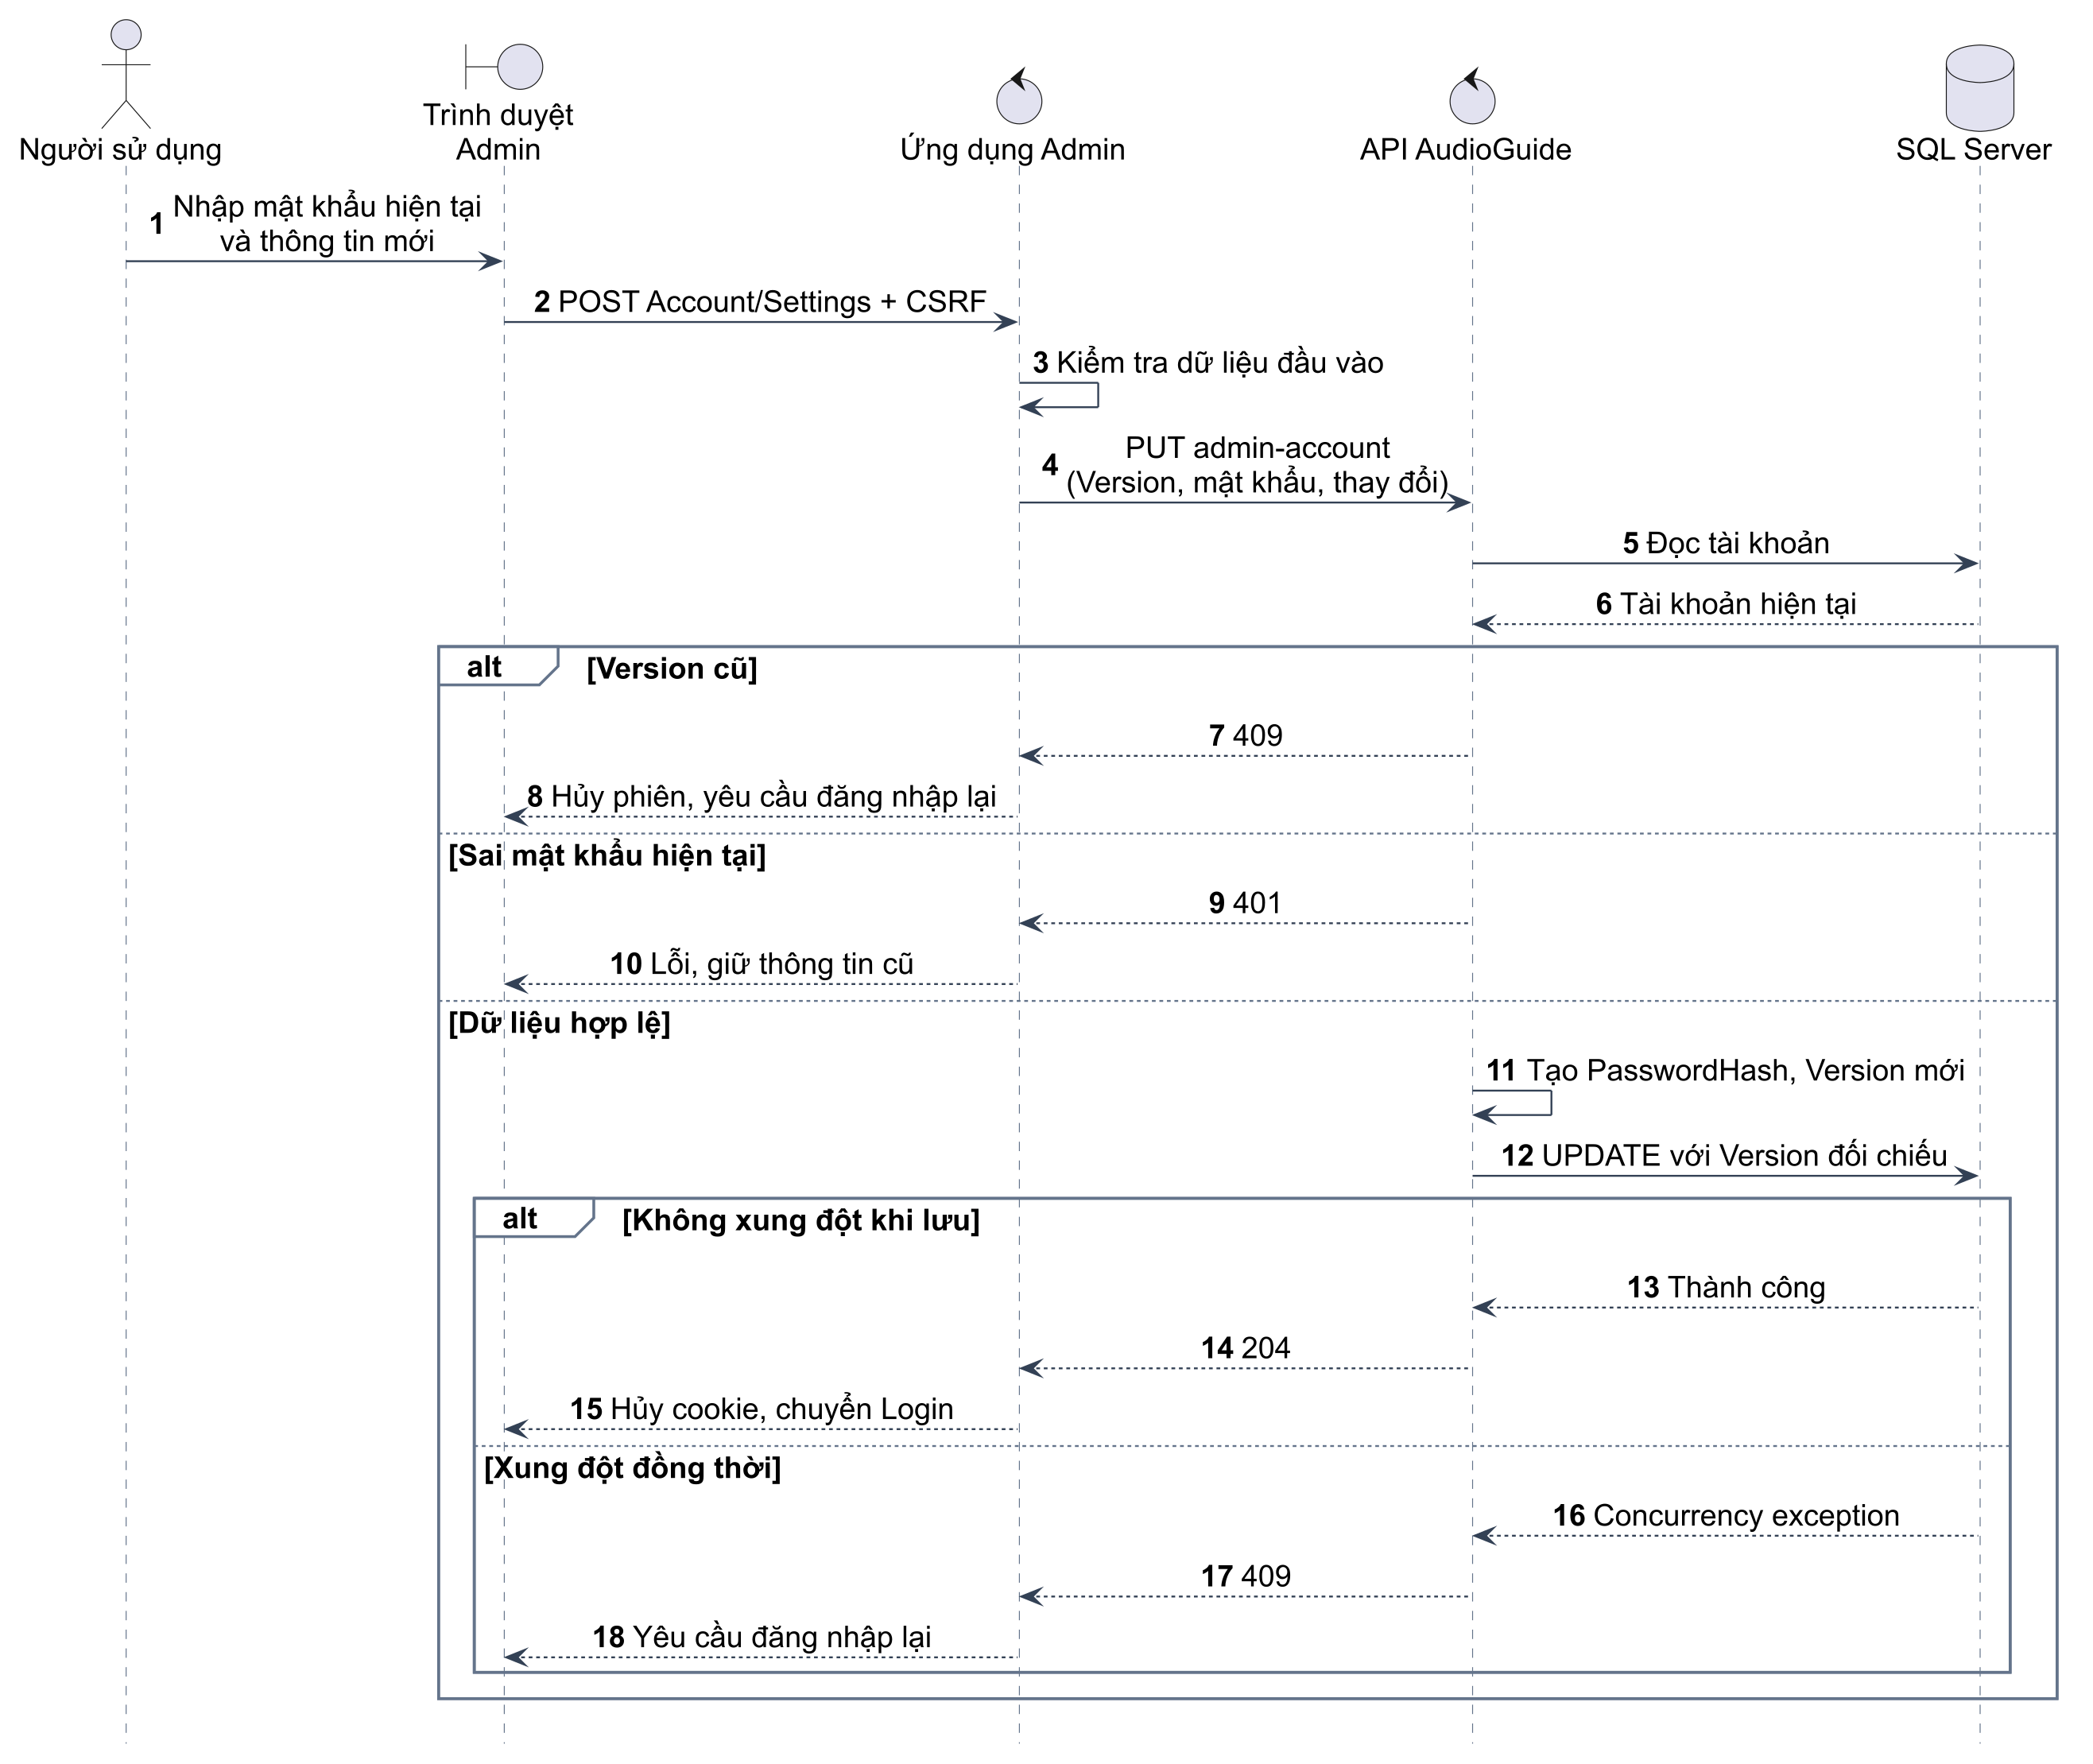 Người sử dụng
Trình duyệt
Admin
Ứng dụng Admin
API AudioGuide
SQL Server
1 Nhập mật khẩu hiện tại
và thông tin mới
2 POST Account/Settings + CSRF
3 Kiểm tra dữ liệu đầu vào
4 PUT admin-account
(Version, mật khẩu, thay đổi)
5 Đọc tài khoản
6 Tài khoản hiện tại
alt [Version cũ]
7 409
8 Hủy phiên, yêu cầu đăng nhập lại
[Sai mật khẩu hiện tại]
9 401
10 Lỗi, giữ thông tin cũ
[Dữ liệu hợp lệ]
11 Tạo PasswordHash, Version mới
12 UPDATE với Version đối chiếu
alt [Không xung đột khi lưu]
13 Thành công
14 204
15 Hủy cookie, chuyển Login
[Xung đột đồng thời]
16 Concurrency exception
17 409
18 Yêu cầu đăng nhập lại